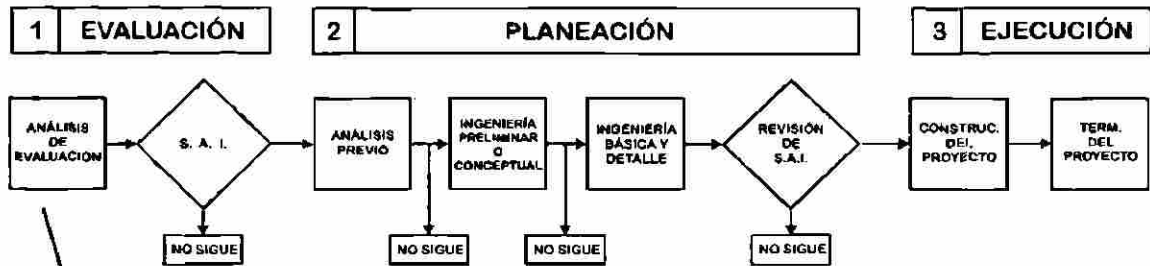 1 EVALUACIÓN
2 PLANEACIÓN
3 EJECUCIÓN
ANÁLISIS
DE
EVALUACIÓN
S. A. I.
ANÁLISIS
PREVIO
INGENIERÍA
PRELIMINAR
O
CONCEPTUAL
INGENIERÍA
BÁSICA Y
DETALLE
REVISIÓN
DE
S.A.I.
CONSTRUC.
DEL
PROYECTO
TERM.
DEL
PROYECTO
NO SIGUE
NO SIGUE
NO SIGUE
NO SIGUE